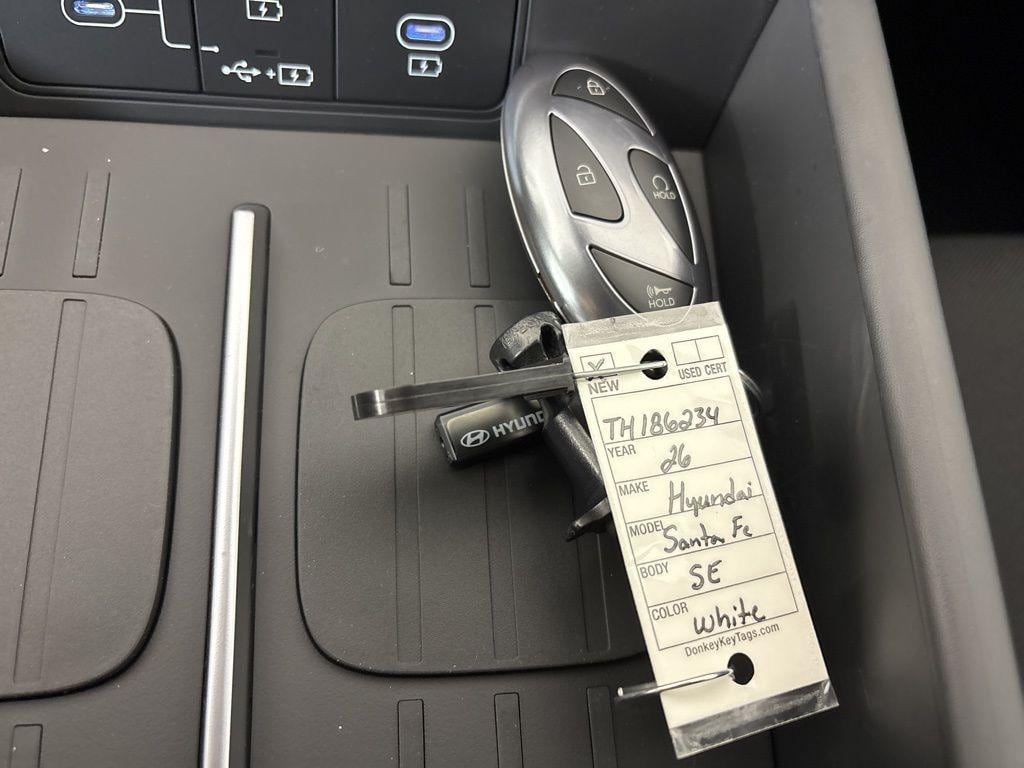 HOLD
HOLD
HYUND
NEW
USED CERT
TH186234
YEAR
26
MAKE
Hyundai
MODEL
Santa Fe
BODY
SE
COLOR
White
DonkeyKeyTags.com